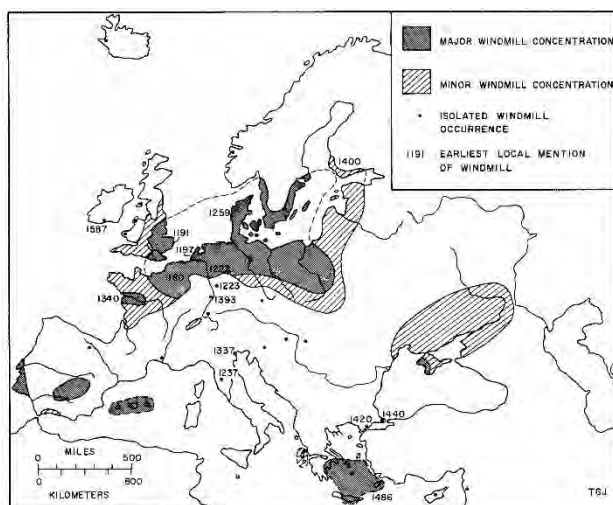 MAJOR WINDMILL CONCENTRATION
MINOR WINDMILL CONCENTRATION
ISOLATED WINDMILL
OCCURRENCE
1191 EARLIEST LOCAL MENTION
OF WINDMILL
1400
1259
1587
1191
1197
1180
1223
1393
1340
1337
1237
1420
1440
1486
MILES
0 500
0 800
KILOMETERS
TGJ